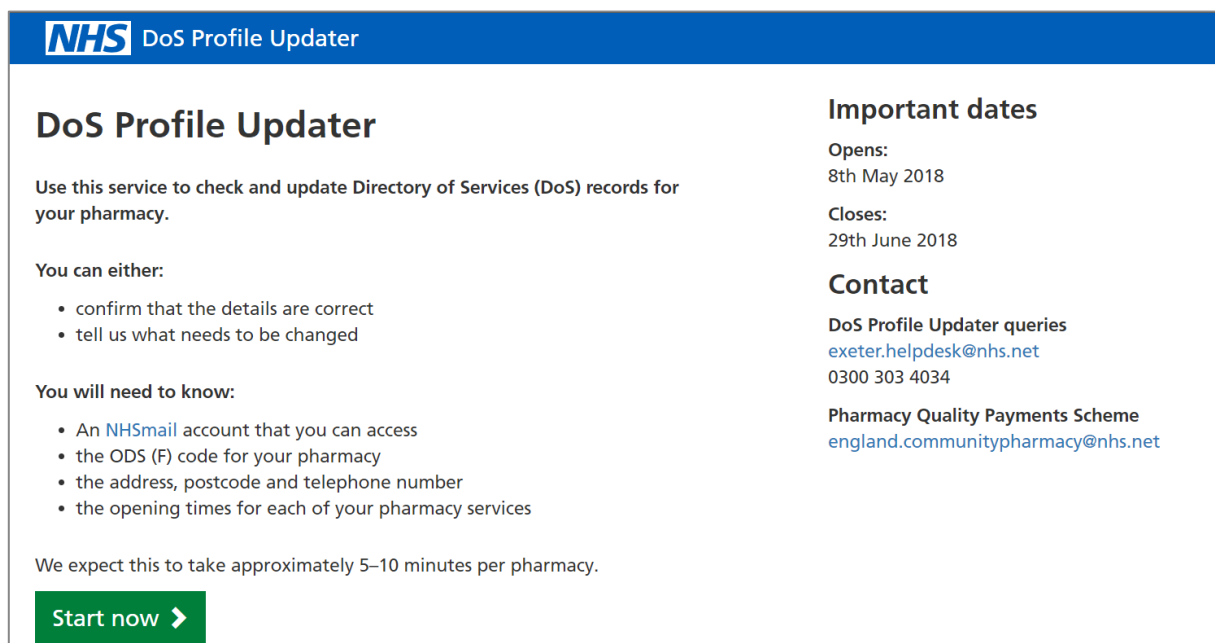 NHS DoS Profile Updater
DoS Profile Updater
Use this service to check and update Directory of Services (DoS) records for
your pharmacy.
You can either:
• confirm that the details are correct
• tell us what needs to be changed
You will need to know:
• An NHSmail account that you can access
• the ODS (F) code for your pharmacy
• the address, postcode and telephone number
• the opening times for each of your pharmacy services
We expect this to take approximately 5–10 minutes per pharmacy.
Start now
Important dates
Opens:
8th May 2018
Closes:
29th June 2018
Contact
DoS Profile Updater queries
exeter.helpdesk@nhs.net
0300 303 4034
Pharmacy Quality Payments Scheme
england.communitypharmacy@nhs.net